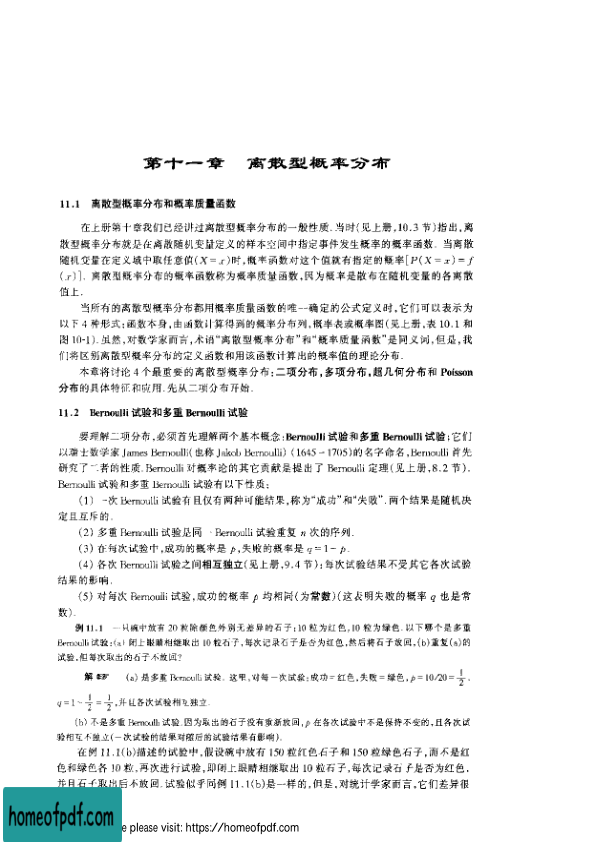 第十一章 离散型概率分布
11.1 离散型概率分布和概率质量函数
在上册第十章我们已经讲过离散型概率分布的一般性质. 当时(见上册,10.3 节)指出,离
散型概率分布就是在离散随机变量定义的样本空间中指定事件发生概率的概率函数. 当离散
随机变量在定义域中取任意值(X = x)时,概率函数对这个值就有指定的概率[P(X = x) = f
(x)]. 离散型概率分布的概率函数称为概率质量函数,因为概率是散布在随机变量的各离散
值上.
当所有的离散型概率分布都用概率质量函数的唯一确定的公式定义时,它们可以表示为
以下 4 种形式:函数本身,由函数计算得到的概率分布列,概率表或概率图(见上册,表 10.1 和
图 10-1). 虽然,对数学家而言,术语“离散型概率分布”和“概率质量函数”是同义词,但是,我
们将区别离散型概率分布的定义函数和用该函数计算出的概率值的理论分布.
本章将讨论 4 个最重要的离散型概率分布:二项分布,多项分布,超几何分布和 Poisson
分布的具体特征和应用. 先从二项分布开始.
11.2 Bernoulli 试验和多重 Bernoulli 试验
要理解二项分布,必须首先理解两个基本概念:Bernoulli 试验和多重 Bernoulli 试验;它们
以瑞士数学家 James Bernoulli(也称 Jakob Bernoulli) (1645 - 1705)的名字命名,Bernoulli 首先
研究了二者的性质. Bernoulli 对概率论的其它贡献是提出了 Bernoulli 定理(见上册,8.2 节).
Bernoulli 试验和多重 Bernoulli 试验有以下性质:
(1) 一次 Bernoulli 试验有且仅有两种可能结果,称为“成功”和“失败”. 两个结果是随机决
定且互斥的.
(2) 多重 Bernoulli 试验是同一 Bernoulli 试验重复 n 次的序列.
(3) 在每次试验中,成功的概率是 p,失败的概率是 q = 1 - p.
(4) 各次 Bernoulli 试验之间相互独立(见上册,9.4 节);每次试验结果不受其它各次试验
结果的影响.
(5) 对每次 Bernoulli 试验,成功的概率 p 均相同(为常数)(这表明失败的概率 q 也是常
数).
例 11.1 一只碗中放有 20 粒除颜色外别无差异的石子:10 粒为红色,10 粒为绿色. 以下哪个是多重
Bernoulli 试验:(a) 闭上眼睛相继取出 10 粒石子,每次记录石子是否为红色,然后将石子放回,(b)重复(a)的
试验,但每次取出的石子不放回?
解 (a) 是多重 Bernoulli 试验. 这里,对每一次试验:成功 = 红色,失败 = 绿色,p = 10/20 = 1/2,
q = 1 - 1/2 = 1/2,并且各次试验相互独立.
(b) 不是多重 Bernoulli 试验. 因为取出的石子没有重新放回,p 在各次试验中不是保持不变的,且各次试
验相互不独立(一次试验的结果对随后的试验结果有影响).
在例 11.1(b)描述的试验中,假设碗中放有 150 粒红色石子和 150 粒绿色石子,而不是红
色和绿色各 10 粒,再次进行试验,即闭上眼睛相继取出 10 粒石子,每次记录石子是否为红色,
并且石子取出后不放回. 试验似乎同例 11.1(b)是一样的,但是,对统计学家而言,它们差异很
homeofpdf.com
e please visit: https://homeofpdf.com